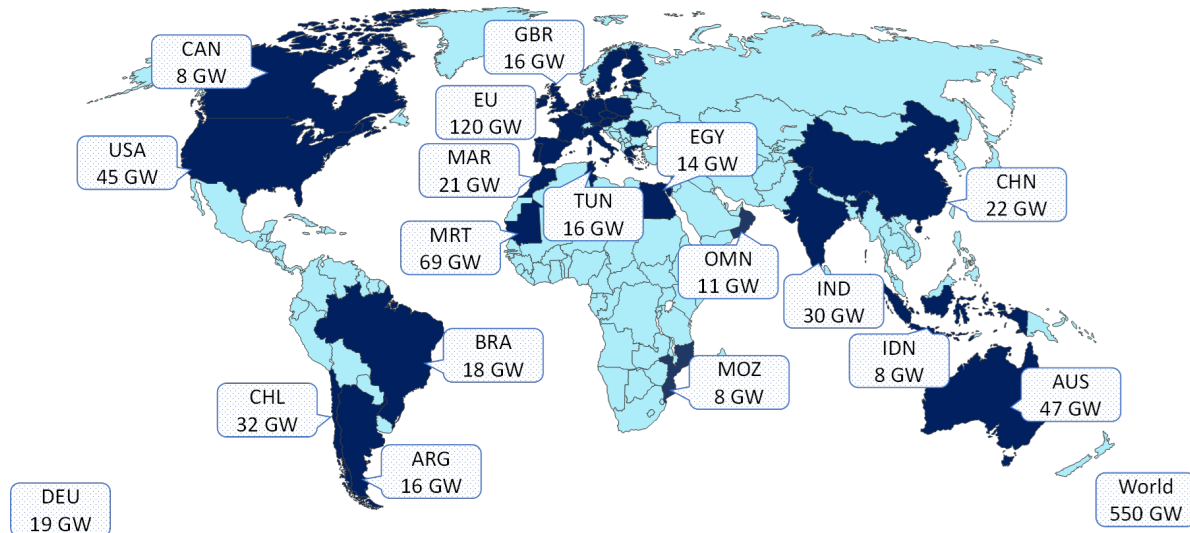 CAN
8 GW
GBR
16 GW
EU
120 GW
USA
45 GW
MAR
21 GW
EGY
14 GW
TUN
16 GW
CHN
22 GW
MRT
69 GW
OMN
11 GW
IND
30 GW
BRA
18 GW
IDN
8 GW
MOZ
8 GW
AUS
47 GW
CHL
32 GW
ARG
16 GW
DEU
19 GW
World
550 GW